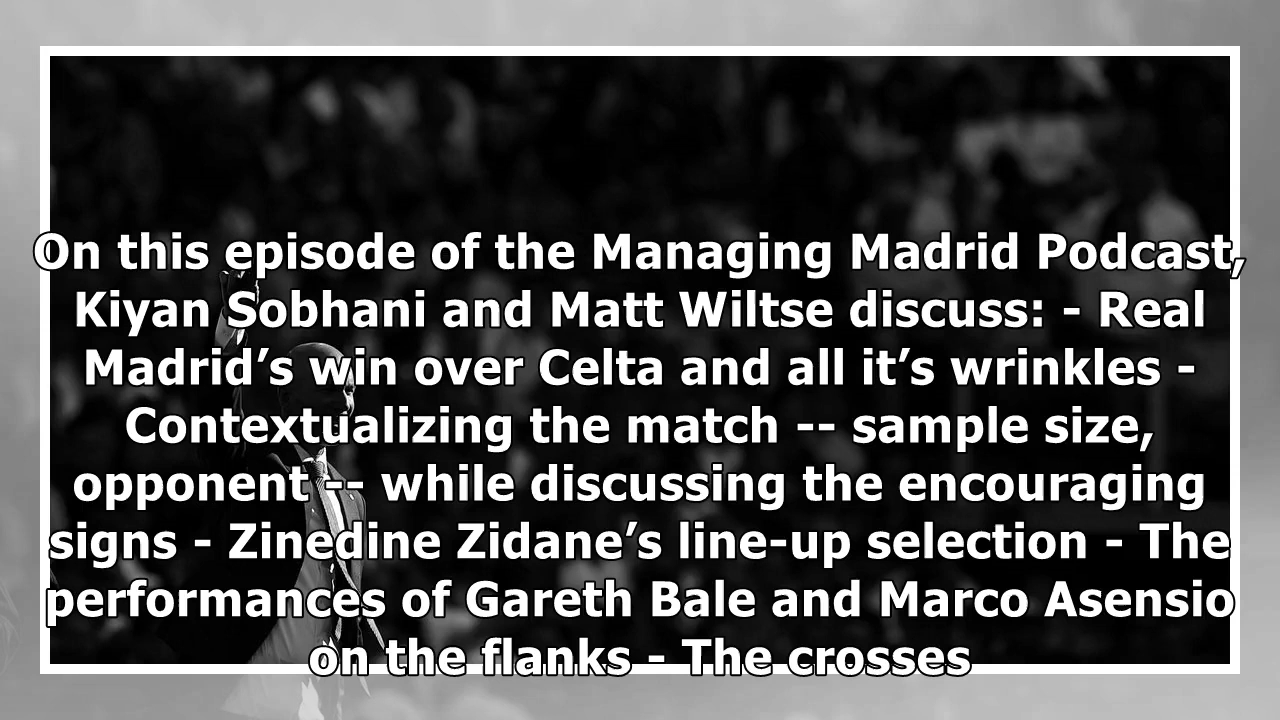 On this episode of the Managing Madrid Podcast,
Kiyan Sobhani and Matt Wiltse discuss: - Real
Madrid’s win over Celta and all it’s wrinkles -
Contextualizing the match -- sample size,
opponent -- while discussing the encouraging
signs - Zinedine Zidane’s line-up selection - The
performances of Gareth Bale and Marco Asensio
on the flanks - The crosses